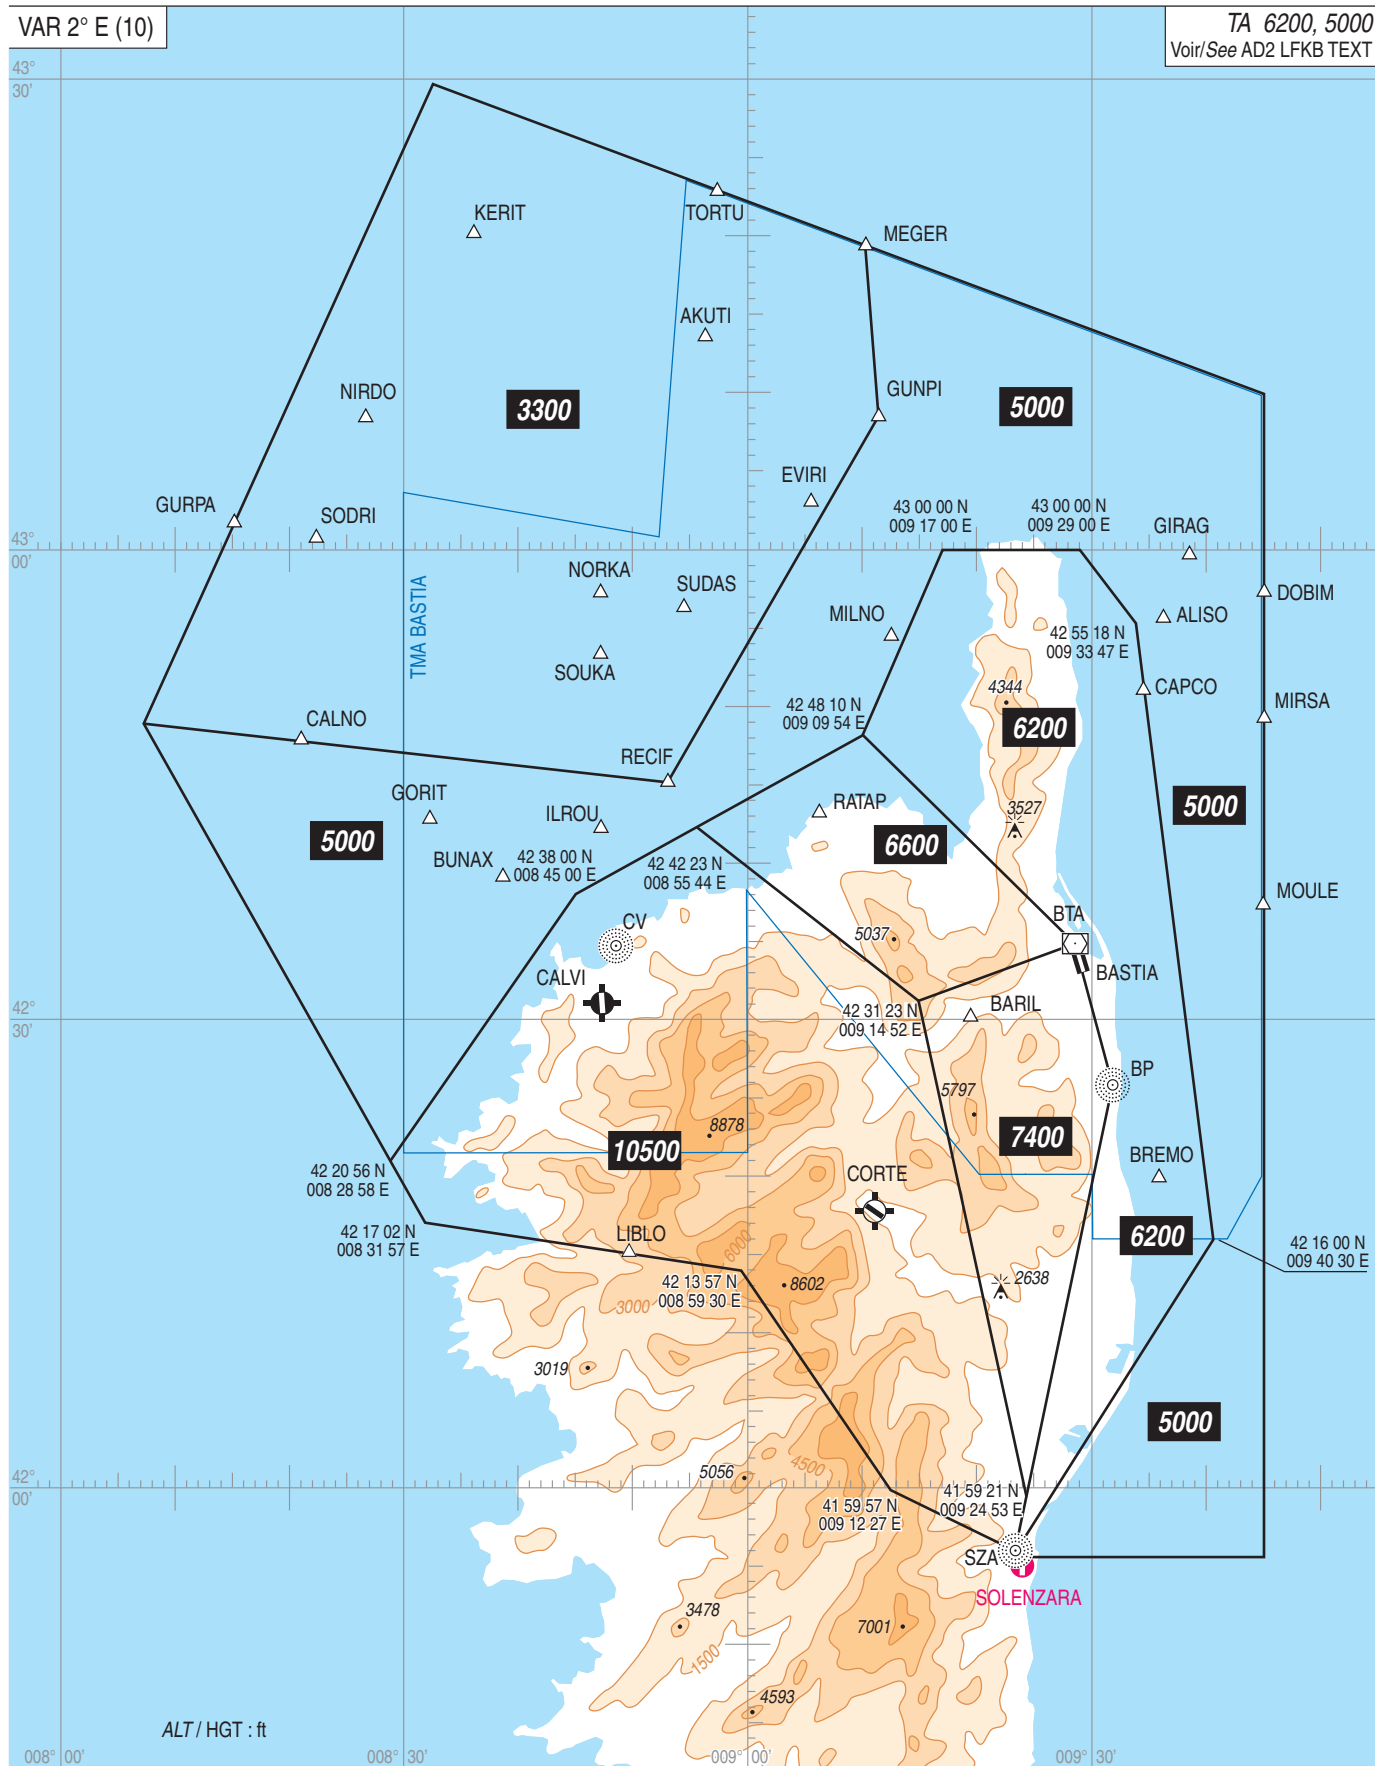 VAR 2° E (10)
TA 6200, 5000
Voir/See AD2 LFKB TEXT
43°
30'
KERIT
TORTU
MEGER
AKUTI
NIRDO
3300
GUNPI
5000
EVIRI
GURPA
SODRI
43 00 00 N
009 17 00 E
43 00 00 N
009 29 00 E
GIRAG
43°
00'
TMA BASTIA
NORKA
SUDAS
DOBIM
MILNO
ALISO
42 55 18 N
009 33 47 E
SOUKA
4344
CAPCO
CALNO
42 48 10 N
009 09 54 E
6200
MIRSA
RECIF
GORIT
ILROU
RATAP
3527
5000
5000
6600
BUNAX
42 38 00 N
008 45 00 E
42 42 23 N
008 55 44 E
MOULE
CV
BTA
5037
CALVI
BASTIA
42°
30'
42 31 23 N
009 14 52 E
BARIL
BP
5797
8878
10500
7400
42 20 56 N
008 28 58 E
CORTE
BREMO
42 17 02 N
008 31 57 E
LIBLO
6000
6200
42 16 00 N
009 40 30 E
42 13 57 N
008 59 30 E
8602
2638
3000
3019
5000
4500
5056
42°
00'
41 59 57 N
009 12 27 E
41 59 21 N
009 24 53 E
SZA
SOLENZARA
3478
7001
1500
4593
ALT / HGT : ft
008° 00'
008° 30'
009° 00'
009° 30'